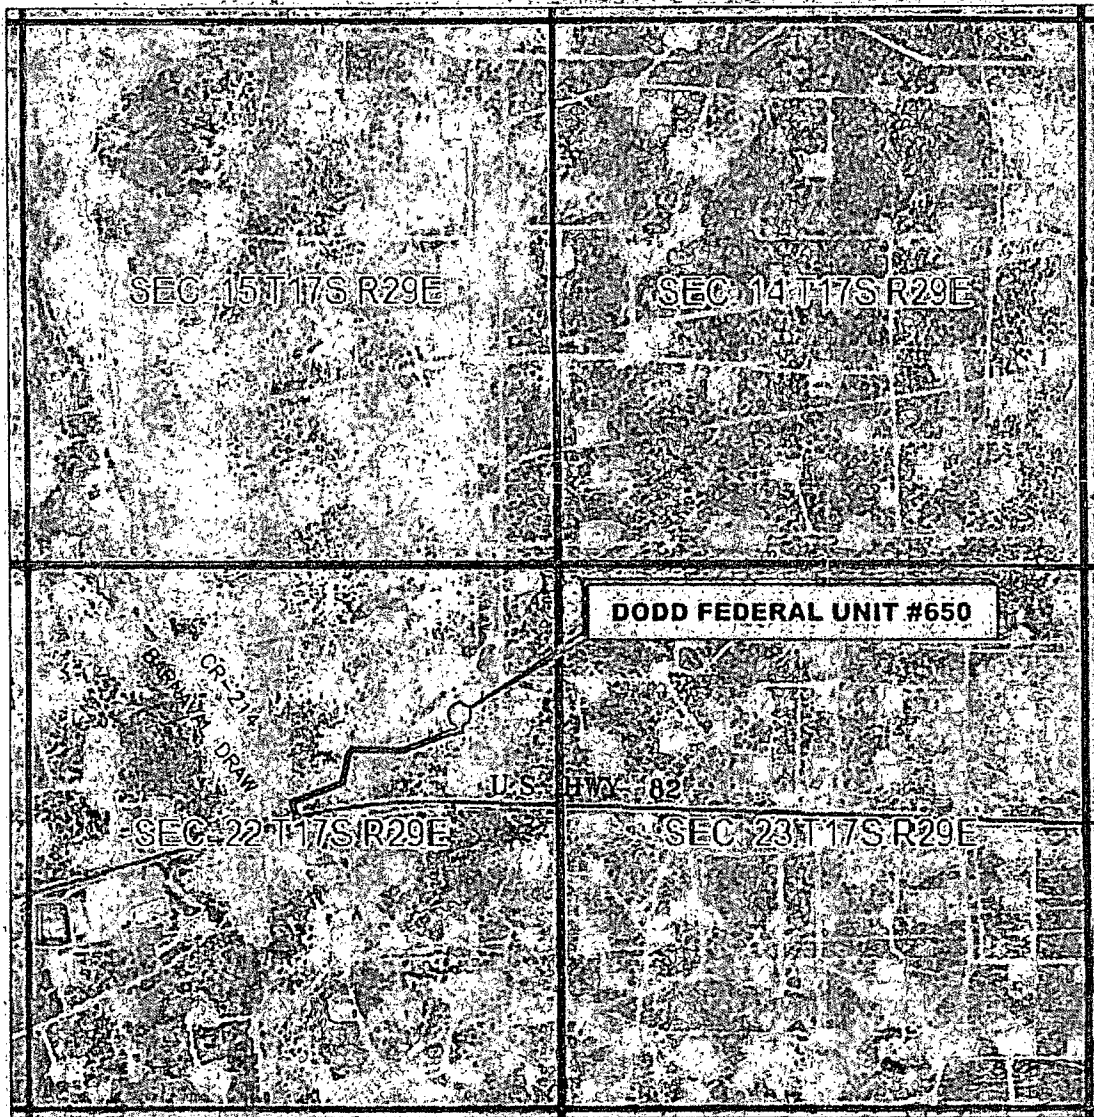 SEC. 15 T17S R29E
SEC. 14 T17S R29E
DODD FEDERAL UNIT #650
CR-214
DRAW
U.S. HWY 82
SEC. 22 T17S R29E
SEC. 23 T17S R29E